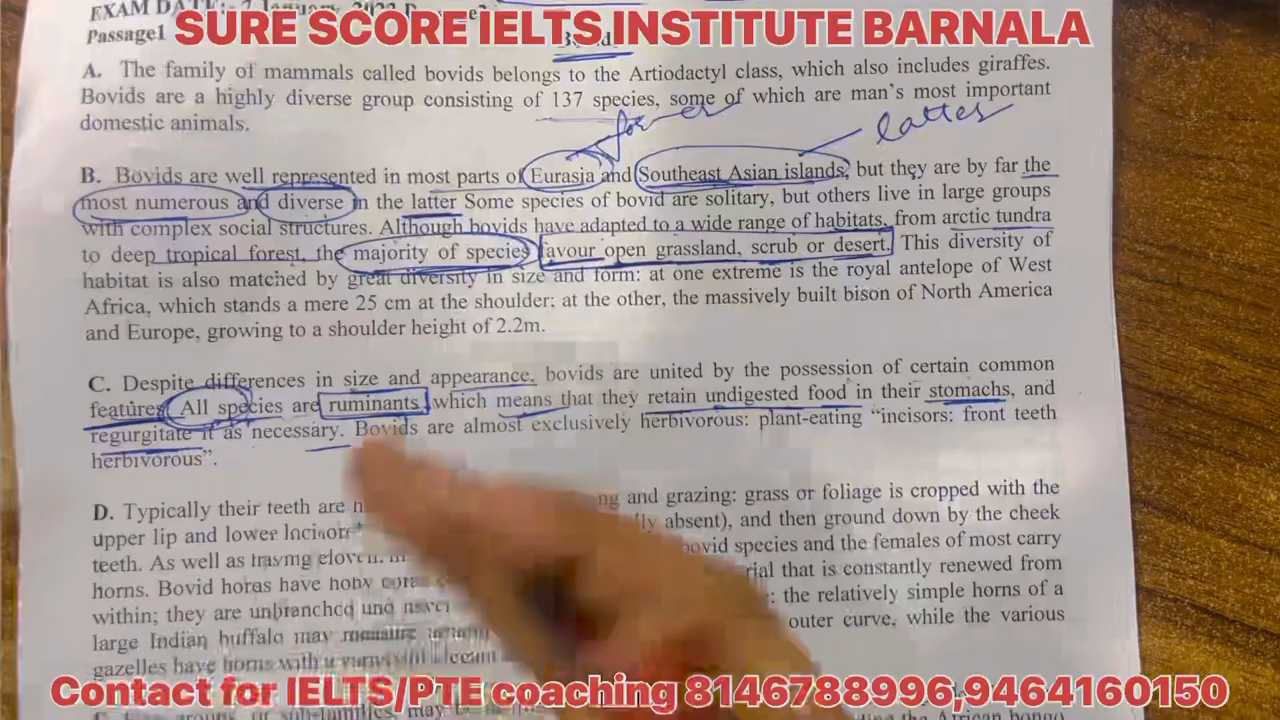 EXAM DATE:- 7 January, 2023
Passage1
SURE SCORE IELTS INSTITUTE BARNALA
A. The family of mammals called bovids belongs to the Artiodactyl class, which also includes giraffes.
Bovids are a highly diverse group consisting of 137 species, some of which are man's most important
domestic animals.
former
latter
B. Bovids are well represented in most parts of Eurasia and Southeast Asian islands, but they are by far the
most numerous and diverse in the latter Some species of bovid are solitary, but others live in large groups
with complex social structures. Although bovids have adapted to a wide range of habitats, from arctic tundra
to deep tropical forest, the majority of species favour open grassland, scrub or desert. This diversity of
habitat is also matched by great diversity in size and form: at one extreme is the royal antelope of West
Africa, which stands a mere 25 cm at the shoulder; at the other, the massively built bison of North America
and Europe, growing to a shoulder height of 2.2m.
C. Despite differences in size and appearance, bovids are united by the possession of certain common
features. All species are ruminants, which means that they retain undigested food in their stomachs, and
regurgitate it as necessary. Bovids are almost exclusively herbivorous: plant-eating "incisors: front teeth
herbivorous".
D. Typically their teeth are and grazing: grass or foliage is cropped with the
upper lip and lower absent), and then ground down by the cheek
teeth. As well as bovid species and the females of most carry
horns. Bovid that is constantly renewed from
within; they are the relatively simple horns of a
large Indian buffalo may outer curve, while the various
gazelles have horns with
Contact for IELTS/PTE coaching 8146788996,9464160150